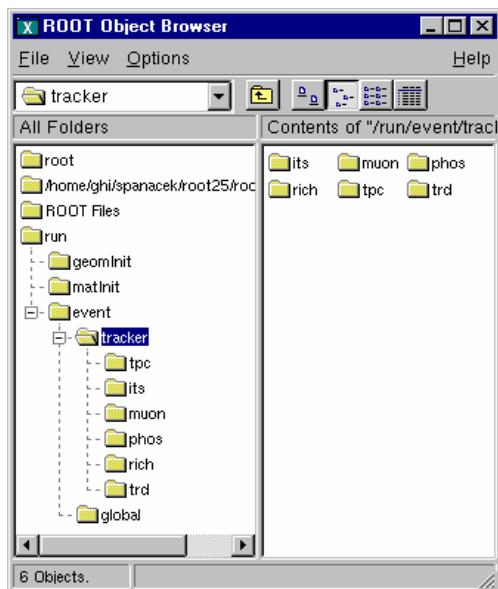 ROOT Object Browser
File View Options Help
tracker
All Folders
Contents of "/run/event/tracl
root
/home/ghi/spanacek/root25/roo
ROOT Files
run
geomInit
matInit
event
tracker
tpc
its
muon
phos
rich
trd
global
its muon phos
rich tpc trd
6 Objects.